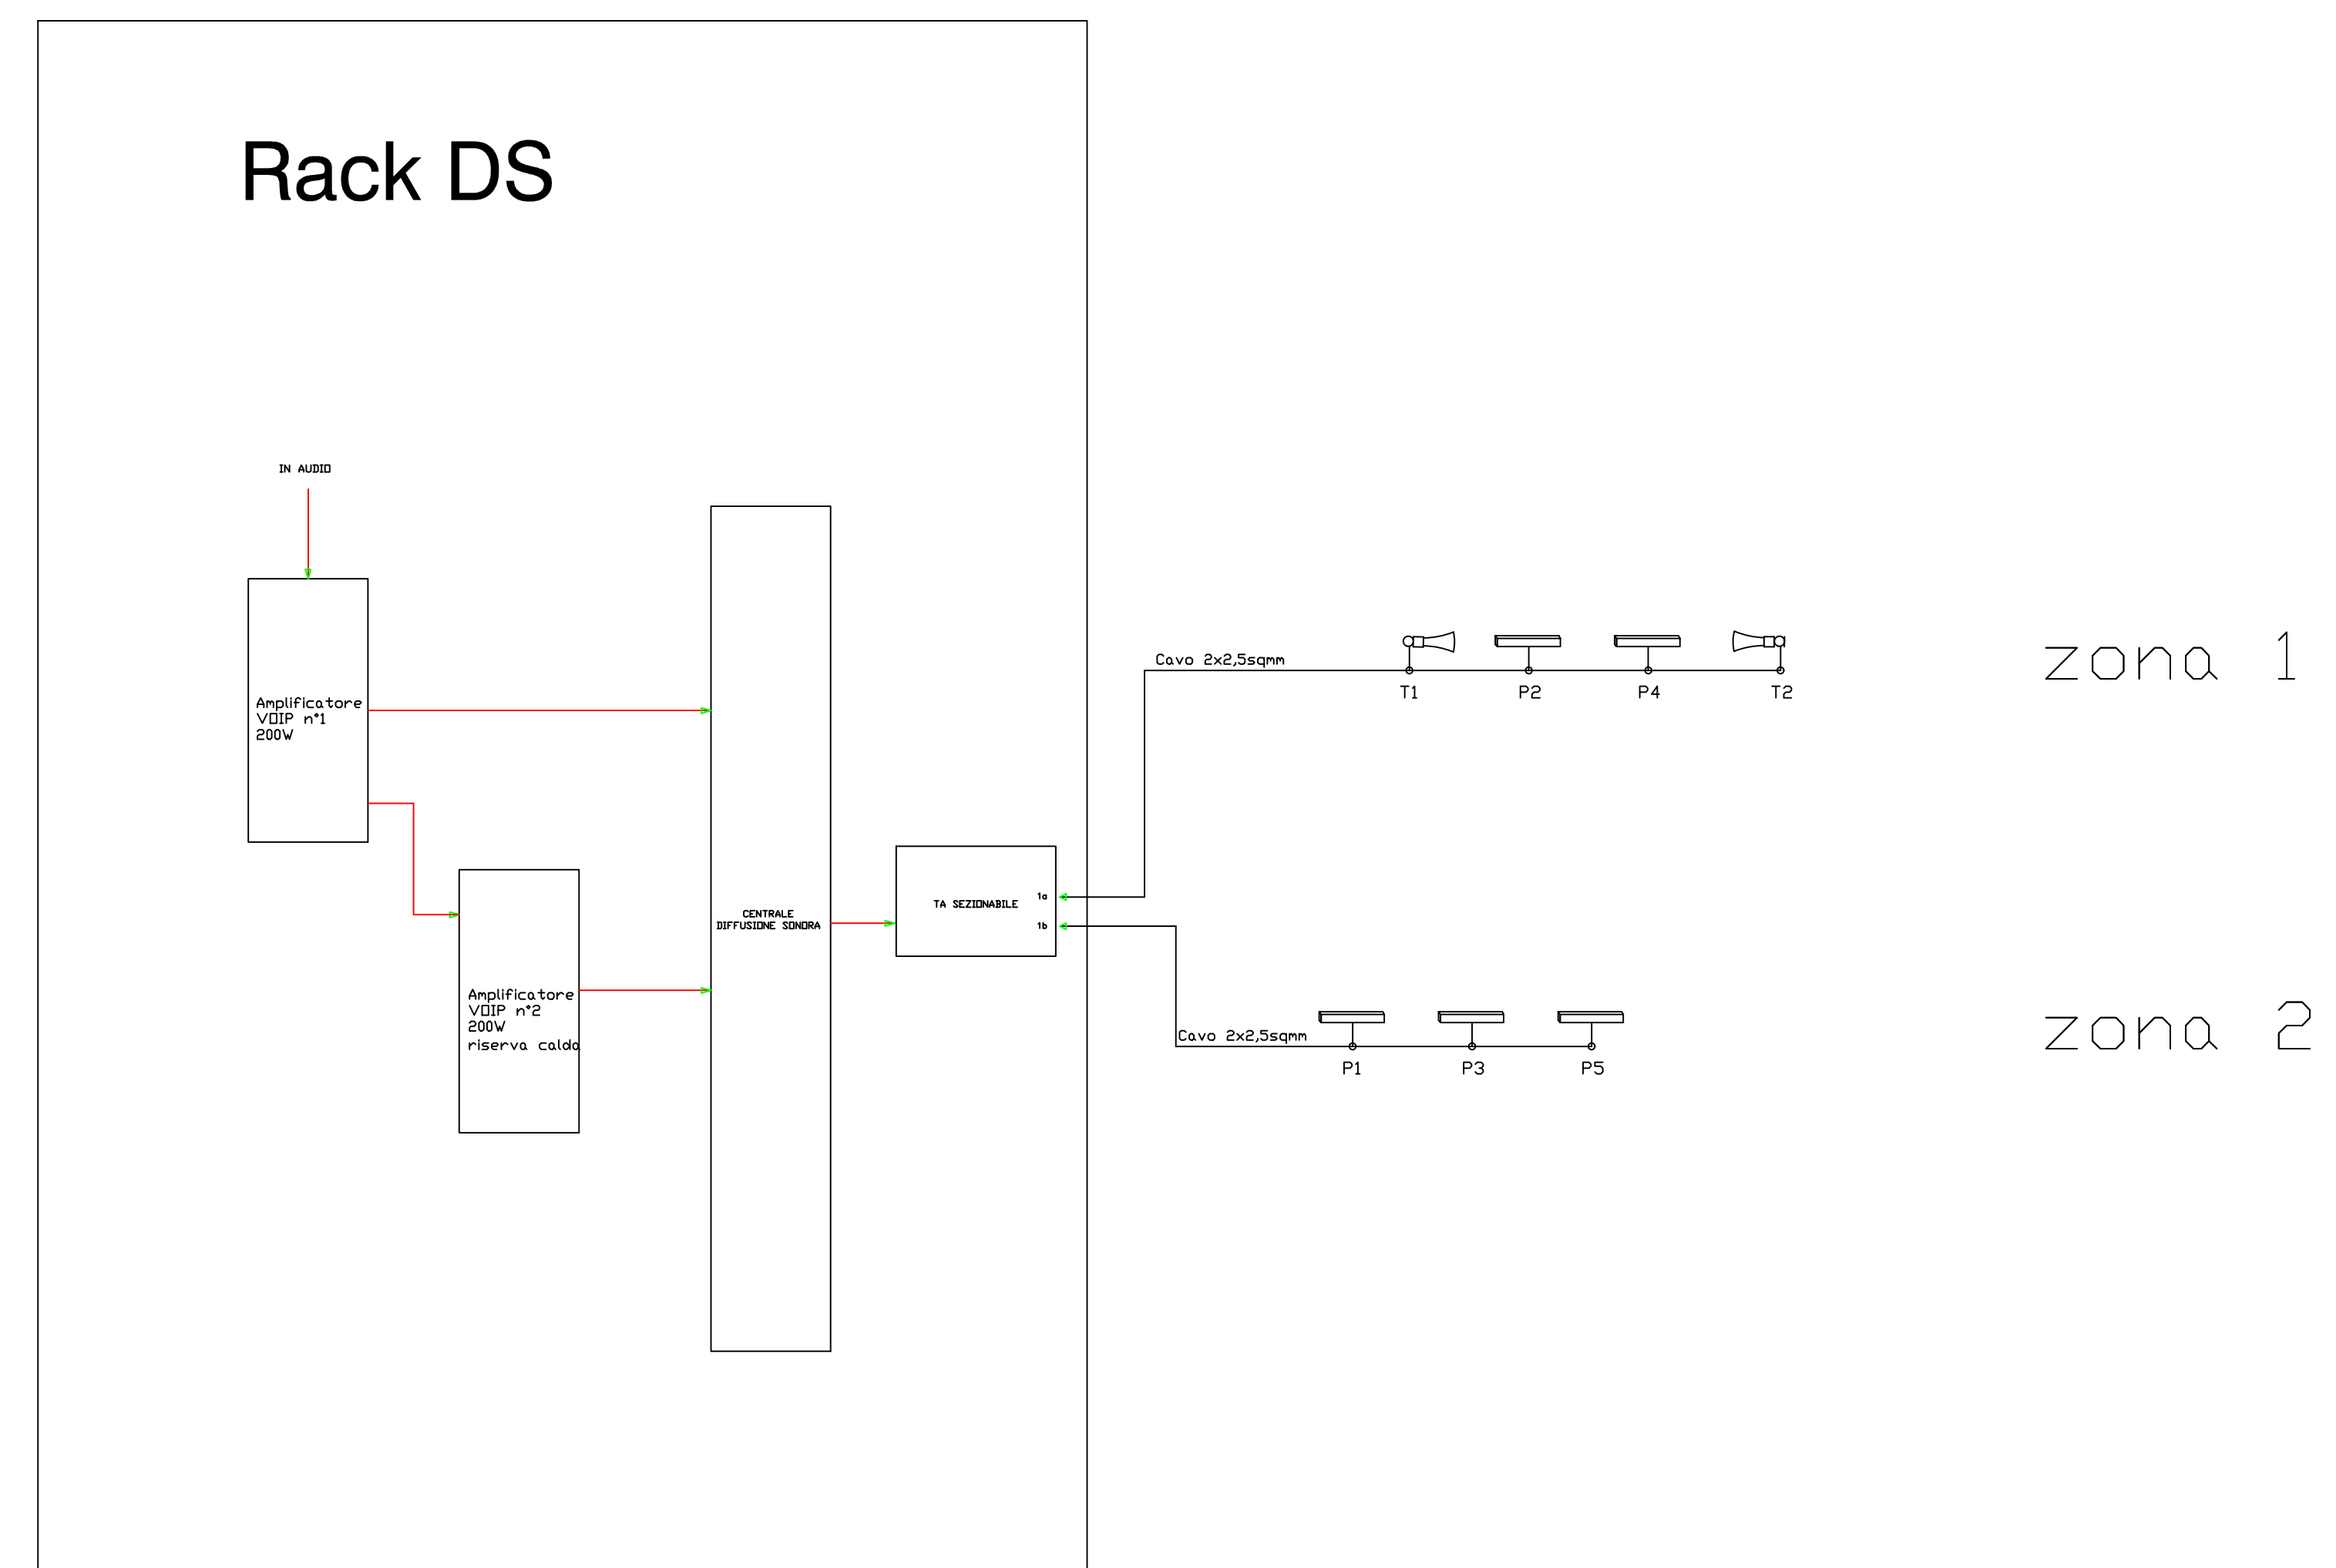 Rack DS
IN AUDIO
Amplificatore
VOIP n°1
200W
Amplificatore
VOIP n°2
200W
riserva calda
CENTRALE
DIFFUSIONE SONORA
TA SEZIONABILE
1a
1b
Cavo 2x2,5sqmm
T1
P2
P4
T2
zona 1
Cavo 2x2,5sqmm
P1
P3
P5
zona 2